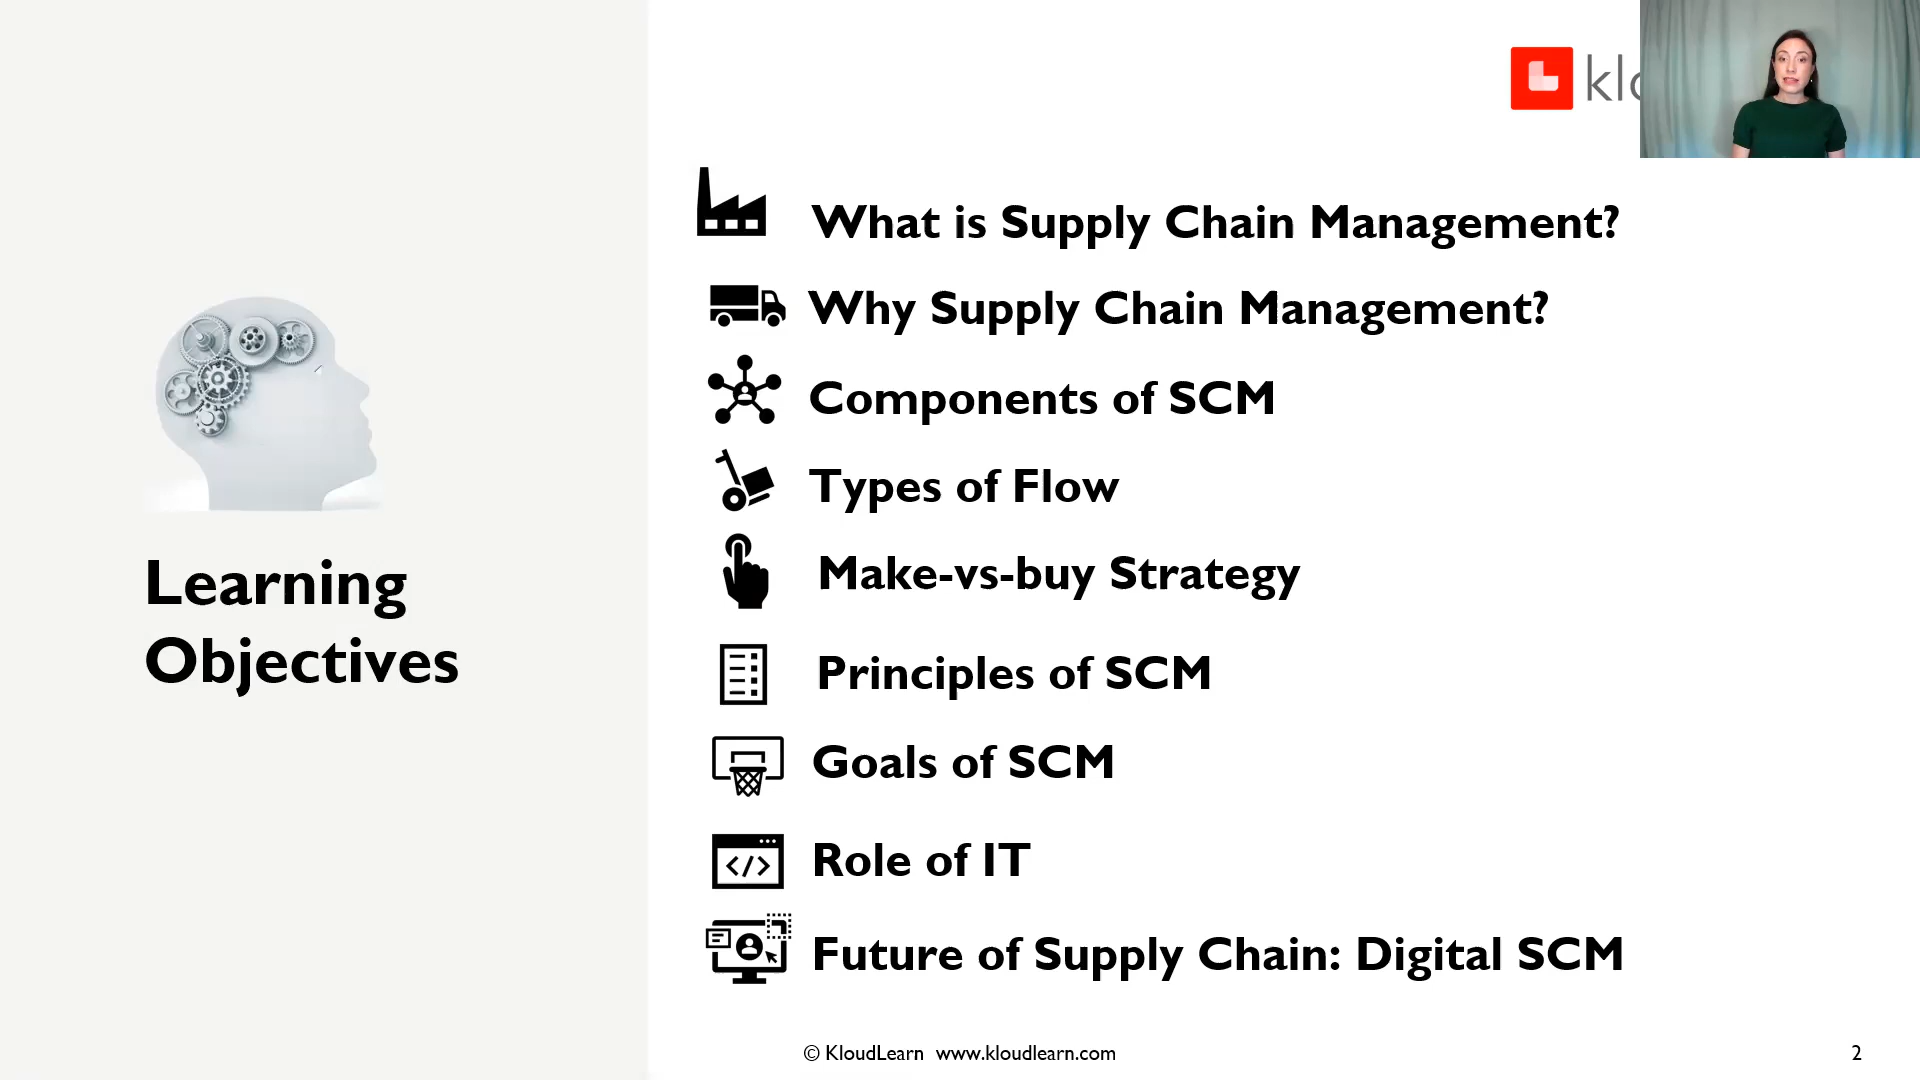 What is Supply Chain Management?
Why Supply Chain Management?
Components of SCM
Types of Flow
Make-vs-buy Strategy
Principles of SCM
Goals of SCM
Role of IT
Future of Supply Chain: Digital SCM
Learning
Objectives
© KloudLearn www.kloudlearn.com
2